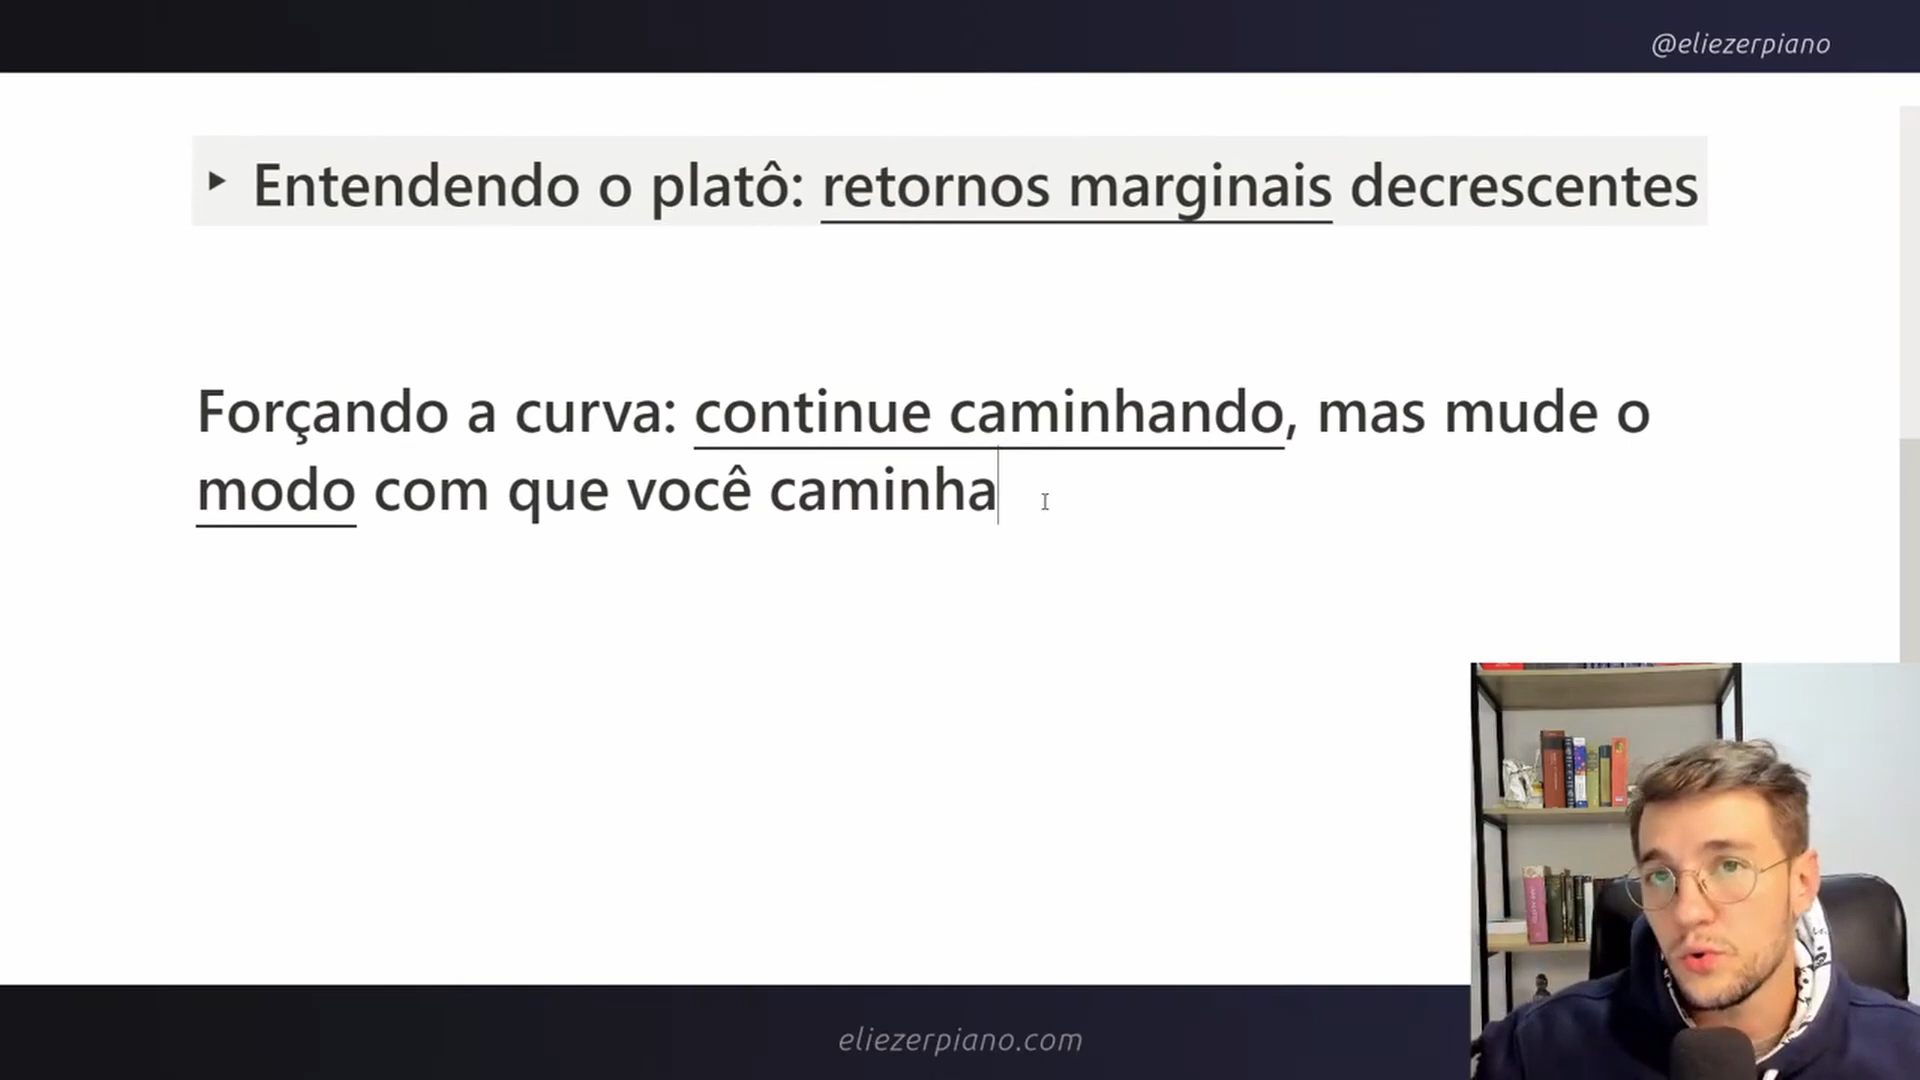 @eliezerpiano
Entendendo o platô: retornos marginais decrescentes
Forçando a curva: continue caminhando, mas mude o
modo com que você caminha
eliezerpiano.com